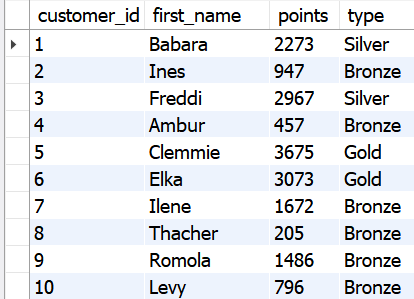 customer_id first_name points type
1 Babara 2273 Silver
2 Ines 947 Bronze
3 Freddi 2967 Silver
4 Ambur 457 Bronze
5 Clemmie 3675 Gold
6 Elka 3073 Gold
7 Ilene 1672 Bronze
8 Thacher 205 Bronze
9 Romola 1486 Bronze
10 Levy 796 Bronze